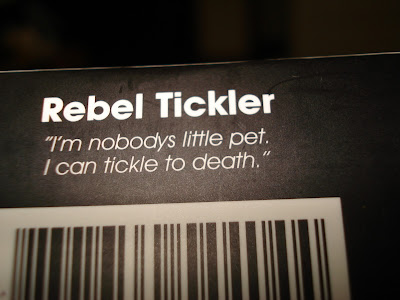 Rebel Tickler
"I'm nobodys little pet.
I can tickle to death."